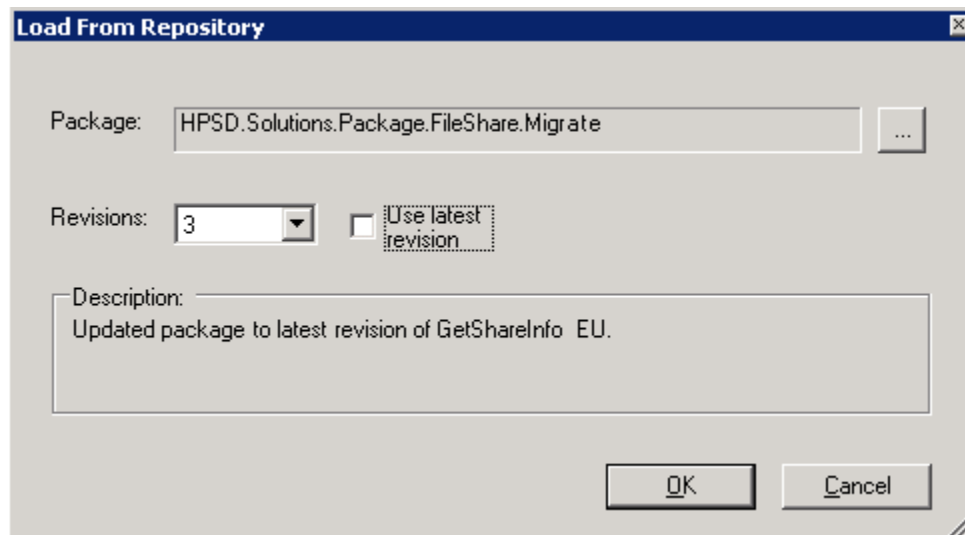 Load From Repository
Package:
HPSD.Solutions.Package.FileShare.Migrate
...
Revisions:
3
Use latest
revision
Description:
Updated package to latest revision of GetShareInfo  EU.
OK
Cancel